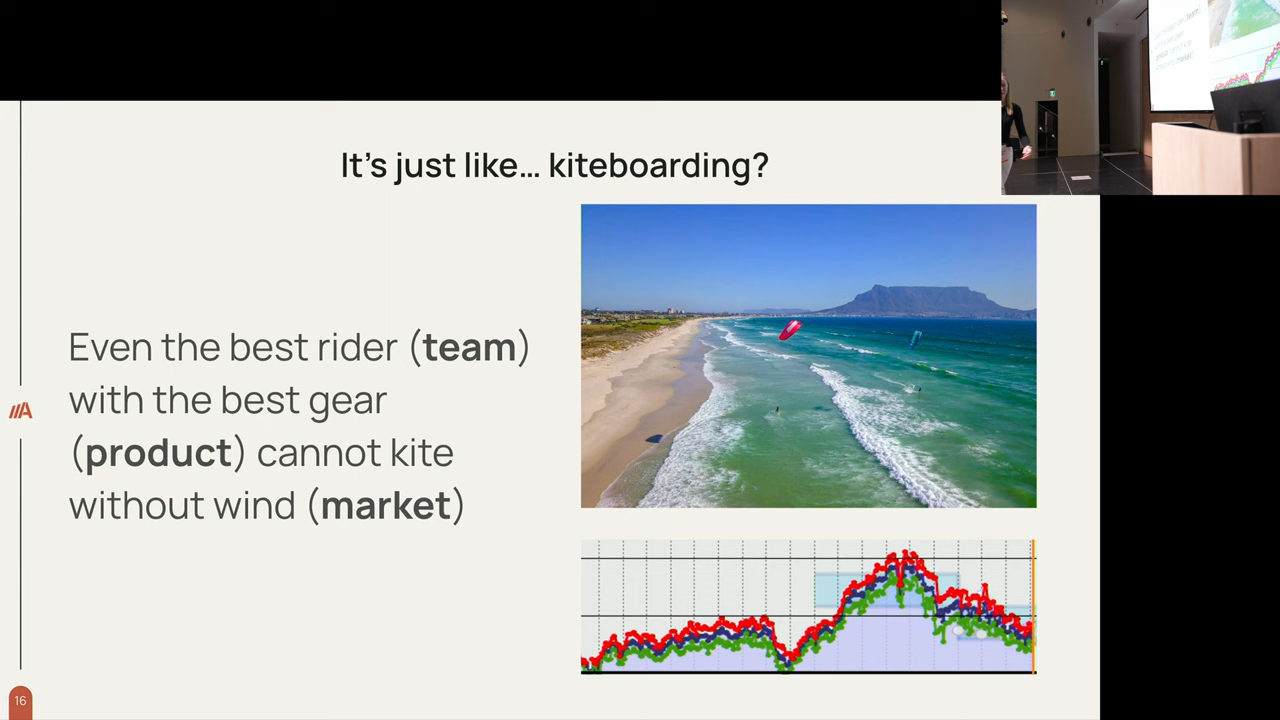 It's just like... kiteboarding?
Even the best rider (team)
with the best gear
(product) cannot kite
without wind (market)
//A
16